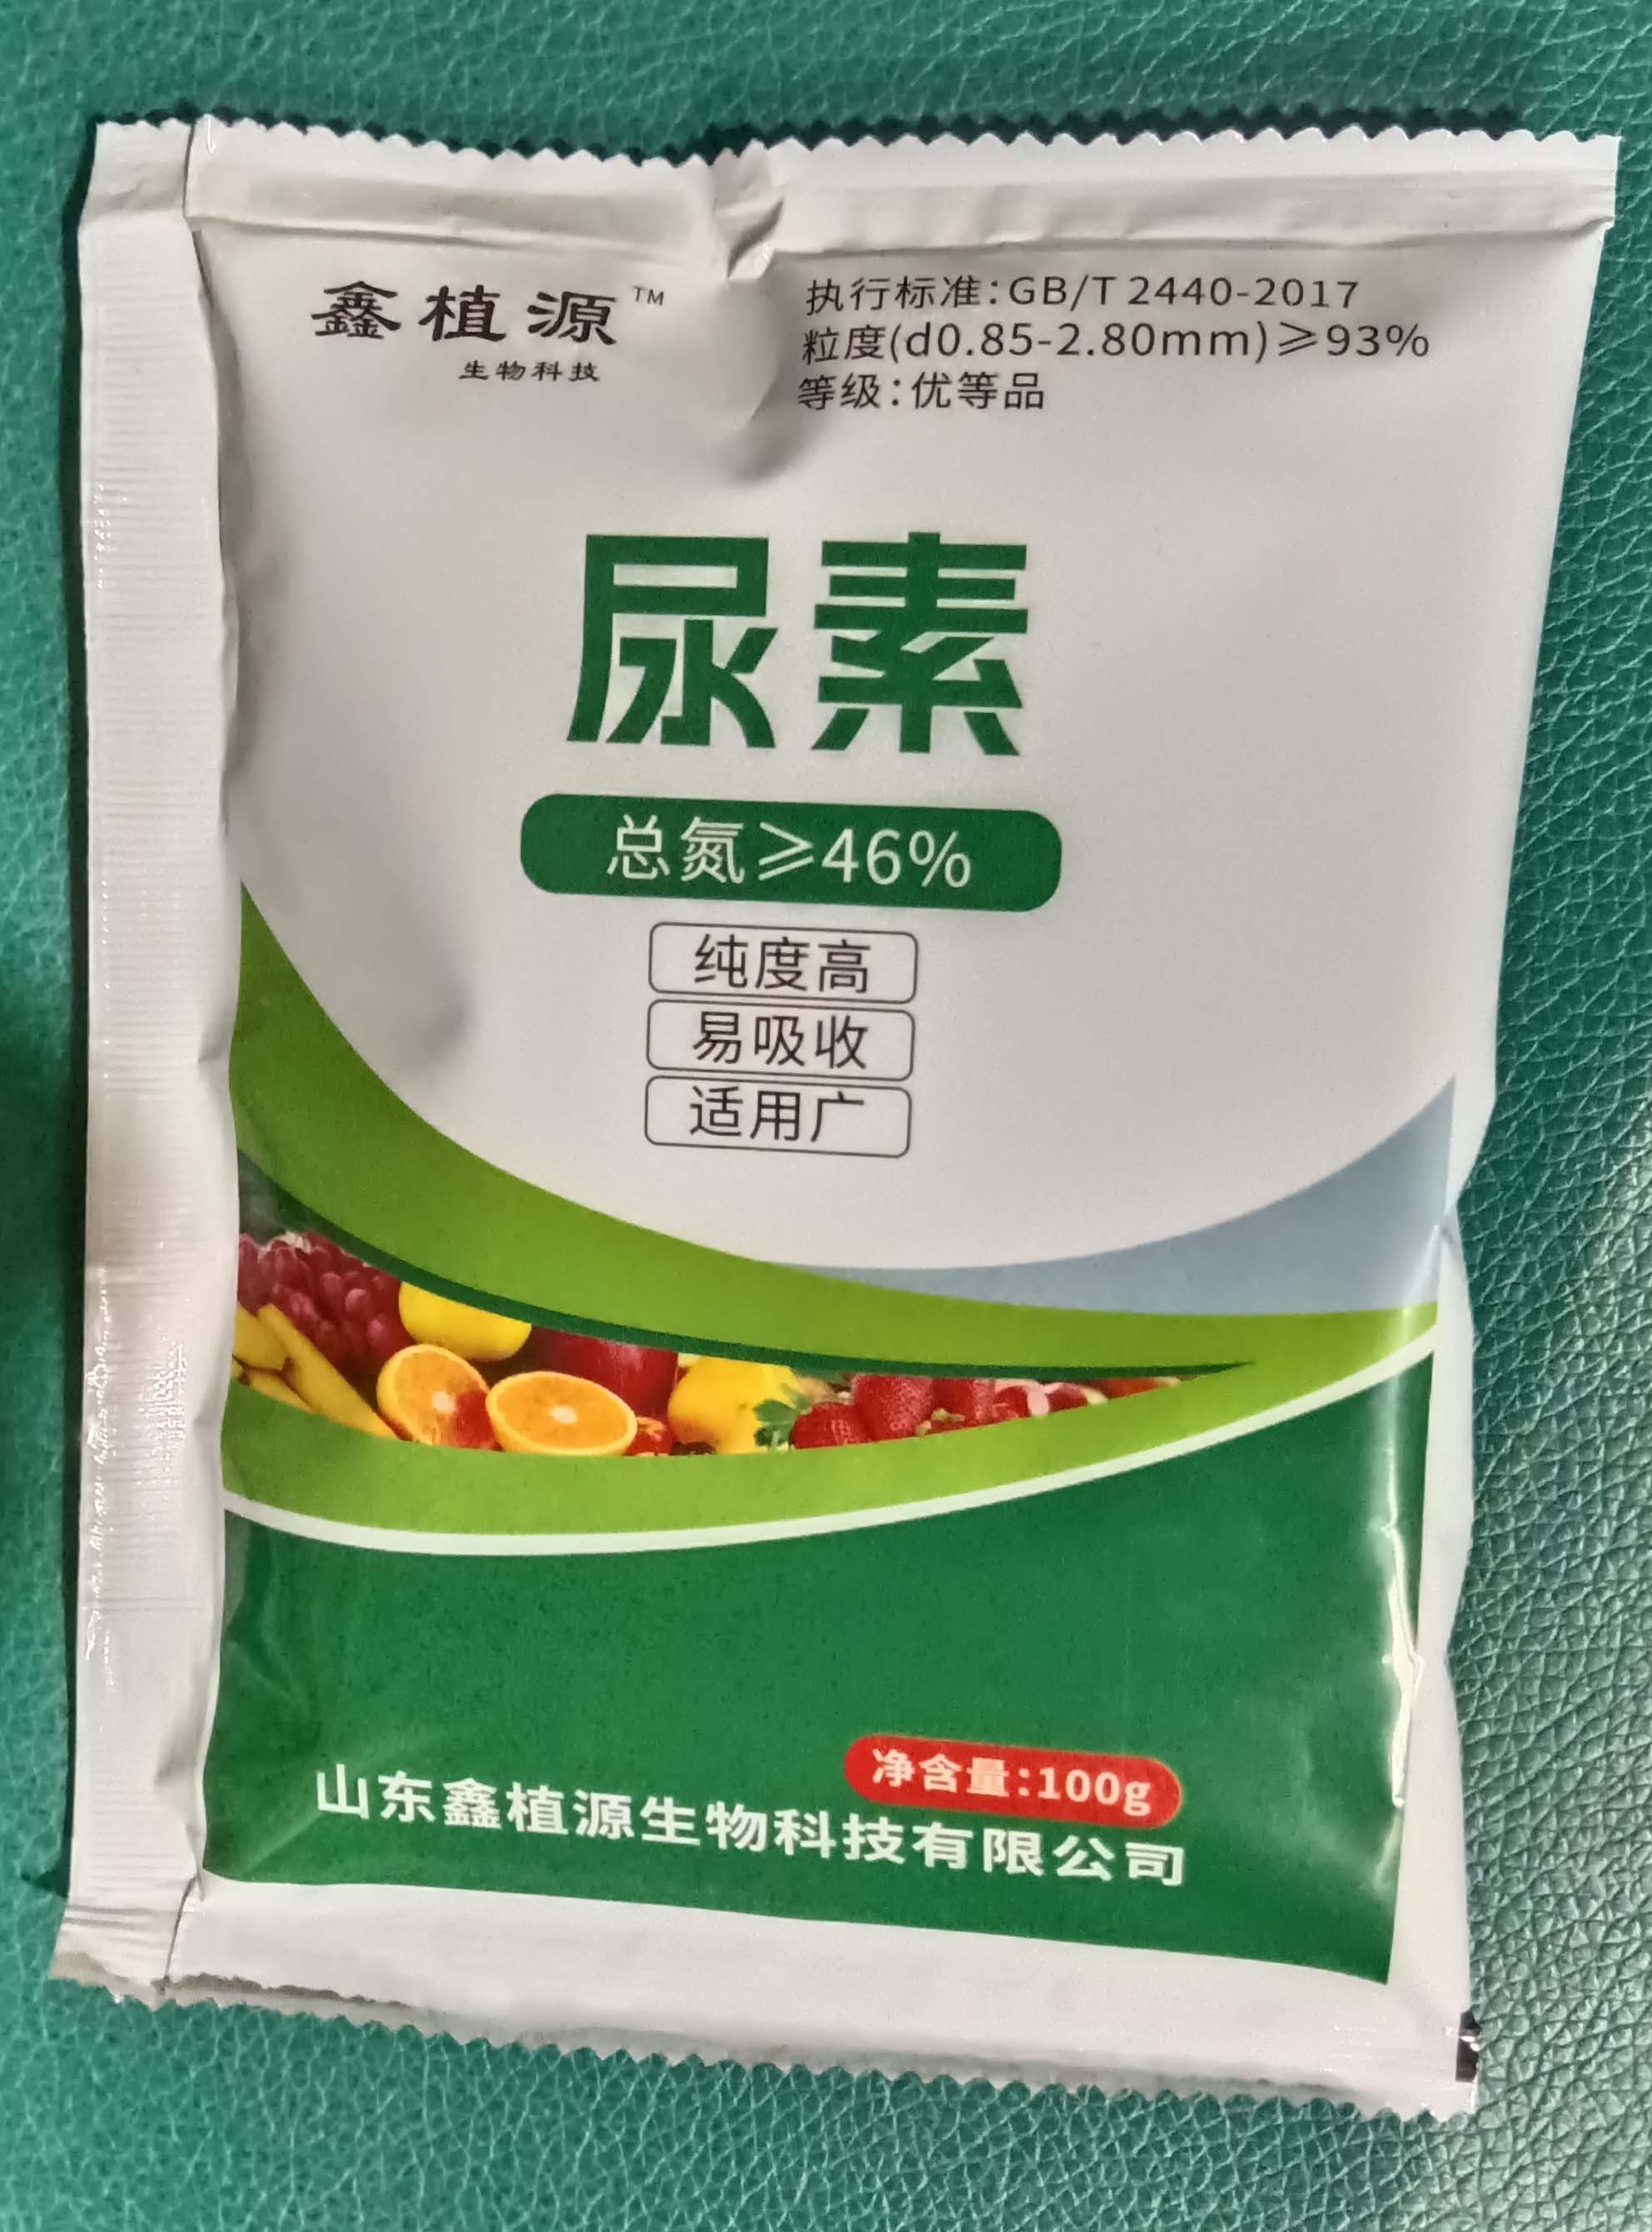 鑫植源™
生物科技
执行标准:GB/T 2440-2017
粒度(d0.85-2.80mm)≥93%
等级:优等品
尿素
总氮≥46%
纯度高
易吸收
适用广
净含量:100g
山东鑫植源生物科技有限公司